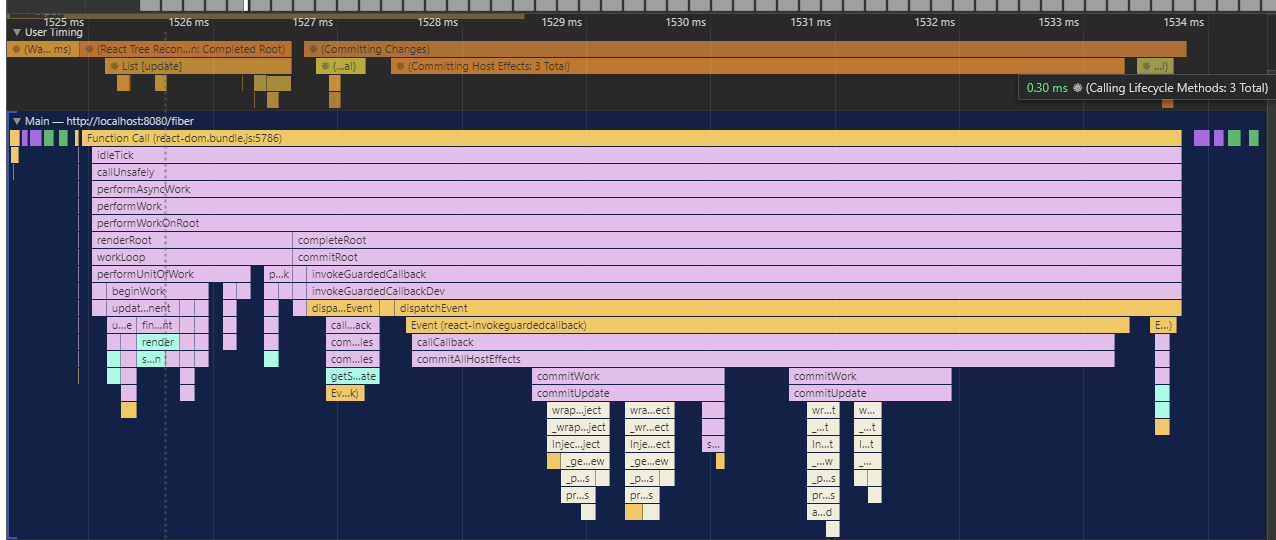 1525 ms 1526 ms 1527 ms 1528 ms 1529 ms 1530 ms 1531 ms 1532 ms 1533 ms 1534 ms
▼ User Timing
(Wa... ms) (React Tree Recon...n: Completed Root) (Committing Changes)
List [update] (...al) (Committing Host Effects: 3 Total) ...l)
0.30 ms (Calling Lifecycle Methods: 3 Total)
▼ Main — http://localhost:8080/fiber
Function Call (react-dom.bundle.js:5786)
idleTick
callUnsafely
performAsyncWork
performWork
performWorkOnRoot
renderRoot completeRoot
workLoop commitRoot
performUnitOfWork p...k invokeGuardedCallback
beginWork invokeGuardedCallbackDev
updat...nent dispa...Event dispatchEvent
u...e fin...nt call...ack Event (react-invokeguardedcallback) E...)
render com...les callCallback
s...n com...les commitAllHostEffects
getS...ate commitWork commitWork
Ev...k) commitUpdate commitUpdate
wrap...ject wra...ect wr...t w...
_wrap...ject _wr...ect _...t _...t
Injec...ject Inje...ect s... In...t I...t
_ge...ew _ge...ew _...w _...
_p...s _p...s _p...s
pr...s pr...s pr...s
a...d